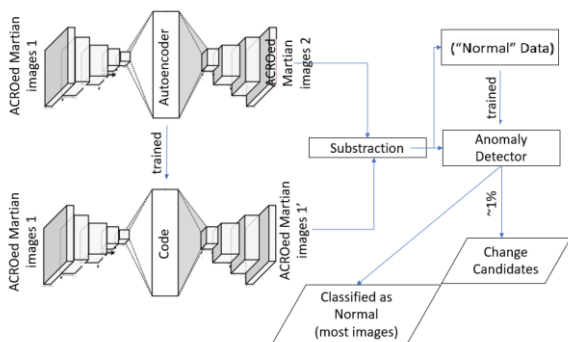 ACROed Martian
images 1
Autoencoder
ACROed
Martian
images 2
("Normal" Data)
trained
trained
Substraction
Anomaly
Detector
ACROed Martian
images 1
Code
ACROed Martian
images 1'
~1%
Change
Candidates
Classified as
Normal
(most images)